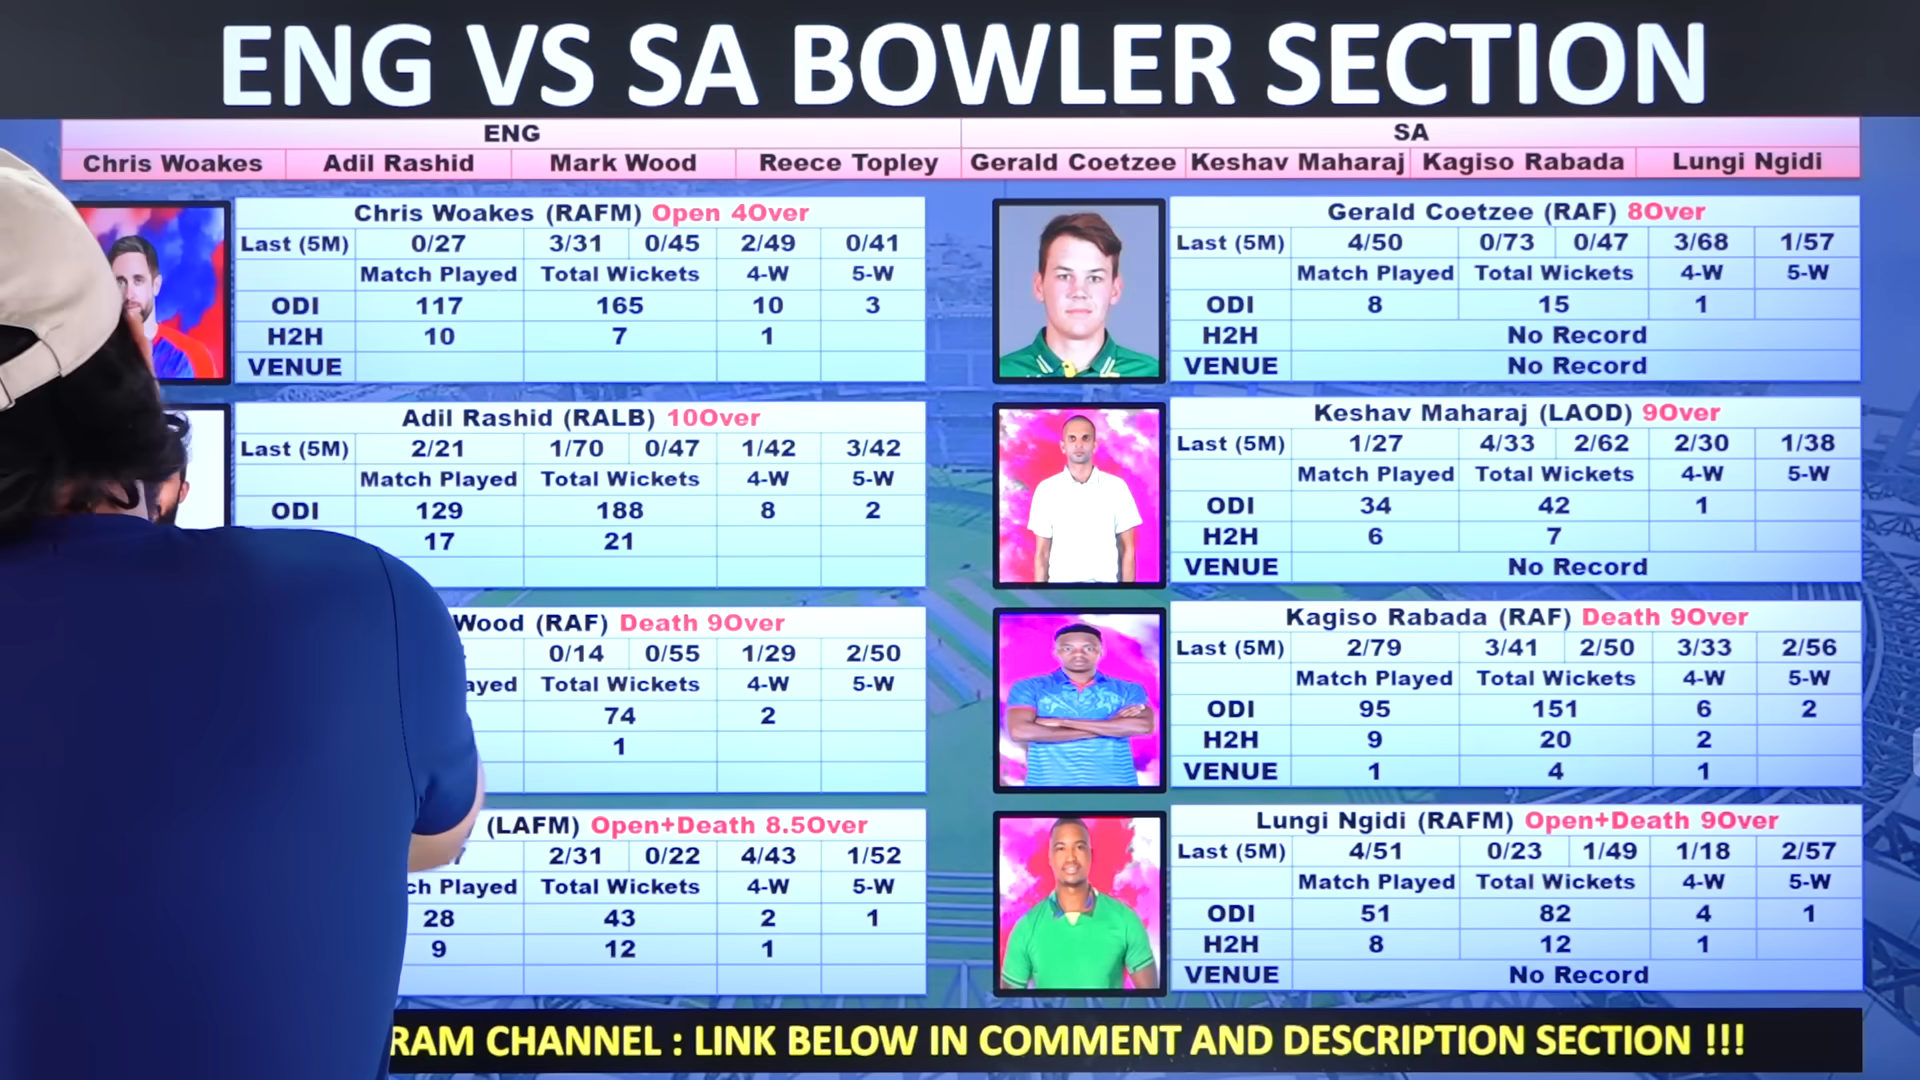 ENG VS SA BOWLER SECTION
ENG SA
Chris Woakes Adil Rashid Mark Wood Reece Topley Gerald Coetzee Keshav Maharaj Kagiso Rabada Lungi Ngidi
Chris Woakes (RAFM) Open 4Over
Last (5M) 0/27 3/31 0/45 2/49 0/41
Match Played Total Wickets 4-W 5-W
ODI 117 165 10 3
H2H 10 7 1
VENUE
Adil Rashid (RALB) 10Over
Last (5M) 2/21 1/70 0/47 1/42 3/42
Match Played Total Wickets 4-W 5-W
ODI 129 188 8 2
17 21
Wood (RAF) Death 9Over
0/14 0/55 1/29 2/50
ayed Total Wickets 4-W 5-W
74 2
1
(LAFM) Open+Death 8.5Over
2/31 0/22 4/43 1/52
ch Played Total Wickets 4-W 5-W
28 43 2 1
9 12 1
Gerald Coetzee (RAF) 8Over
Last (5M) 4/50 0/73 0/47 3/68 1/57
Match Played Total Wickets 4-W 5-W
ODI 8 15 1
H2H No Record
VENUE No Record
Keshav Maharaj (LAOD) 9Over
Last (5M) 1/27 4/33 2/62 2/30 1/38
Match Played Total Wickets 4-W 5-W
ODI 34 42 1
H2H 6 7
VENUE No Record
Kagiso Rabada (RAF) Death 9Over
Last (5M) 2/79 3/41 2/50 3/33 2/56
Match Played Total Wickets 4-W 5-W
ODI 95 151 6 2
H2H 9 20 2
VENUE 1 4 1
Lungi Ngidi (RAFM) Open+Death 9Over
Last (5M) 4/51 0/23 1/49 1/18 2/57
Match Played Total Wickets 4-W 5-W
ODI 51 82 4 1
H2H 8 12 1
VENUE No Record
RAM CHANNEL : LINK BELOW IN COMMENT AND DESCRIPTION SECTION !!!